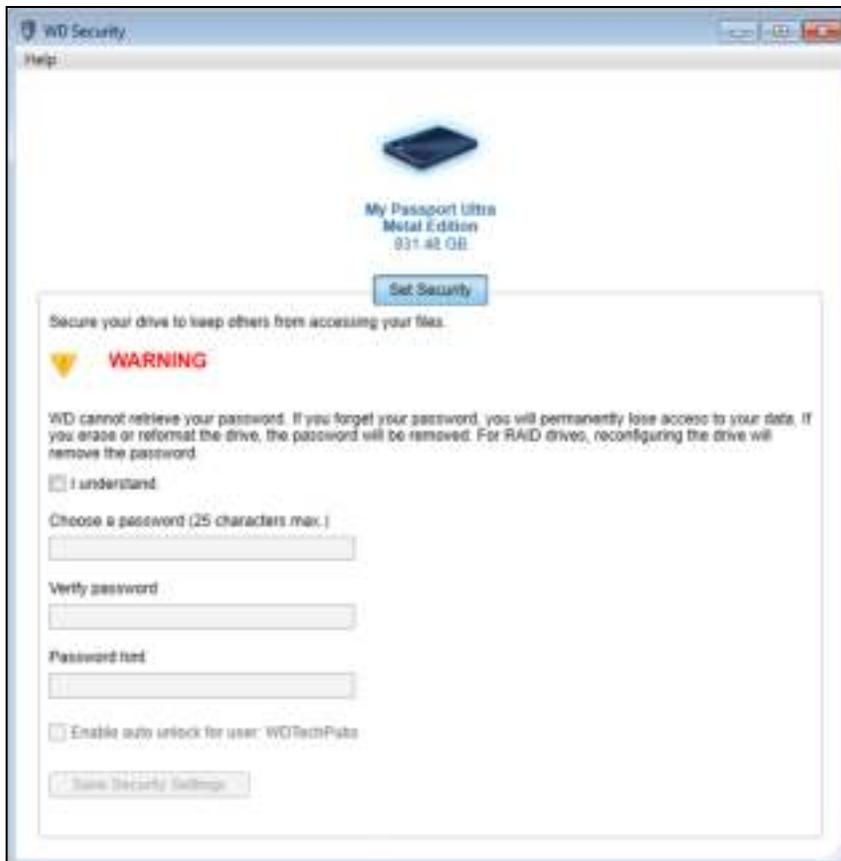 WD Security
Help
My Passport Ultra
Metal Edition
931.48 GB
Set Security
Secure your drive to keep others from accessing your files.
WARNING
WD cannot retrieve your password. If you forget your password, you will permanently lose access to your data. If
you erase or reformat the drive, the password will be removed. For RAID drives, reconfiguring the drive will
remove the password.
I understand.
Choose a password (25 characters max.)
Verify password
Password hint
Enable auto unlock for user: WDTechPubs
Save Security Settings